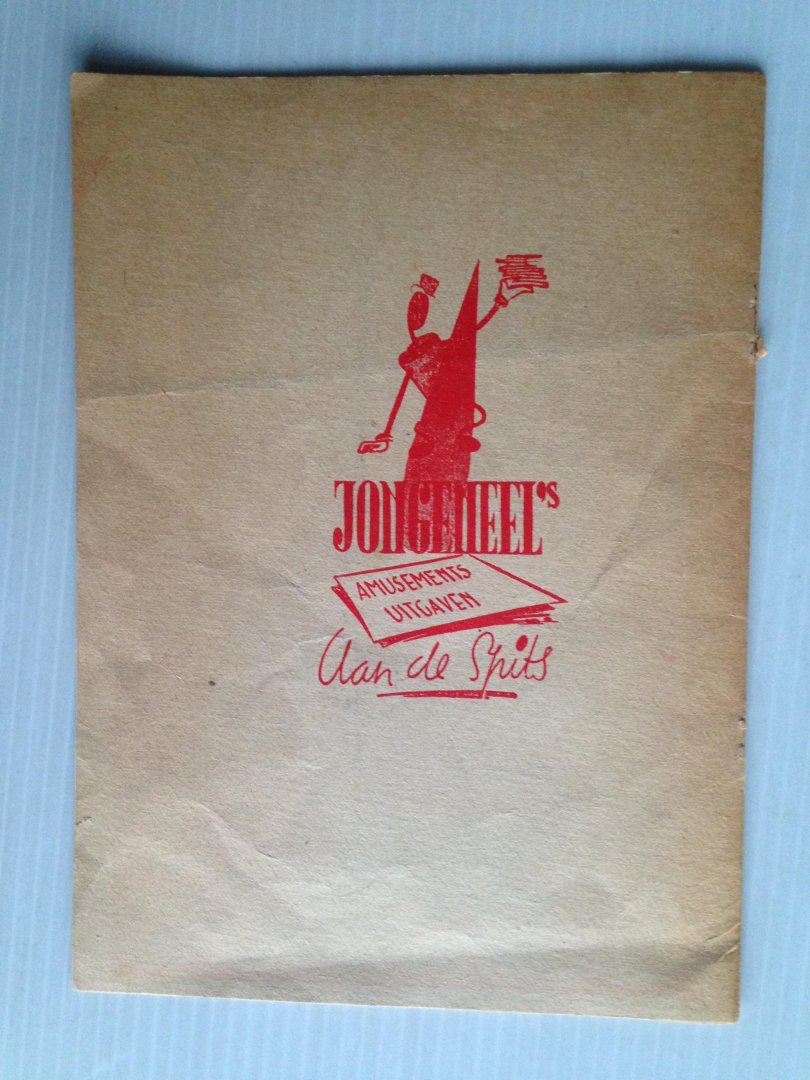 JONGENEEL's
AMUSEMENTS
UITGAVEN
Aan de Spits